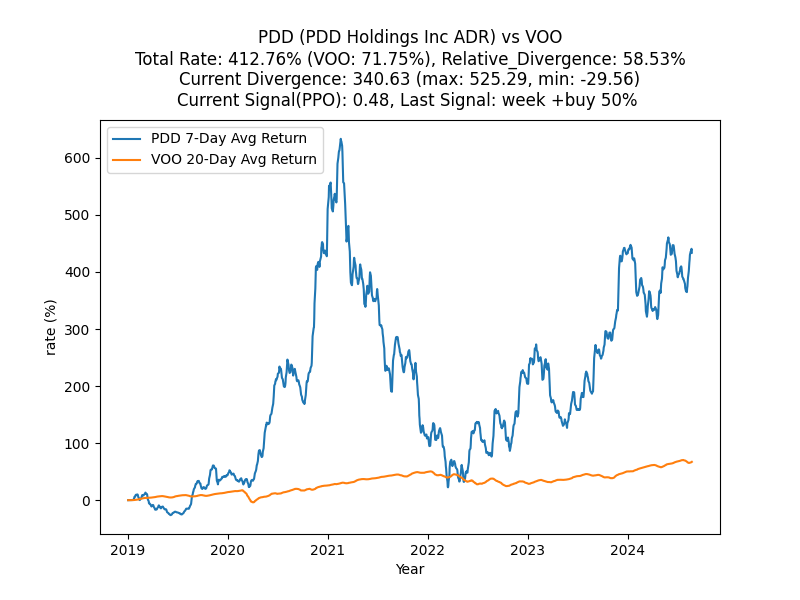 PDD (PDD Holdings Inc ADR) vs VOO
Total Rate: 412.76% (VOO: 71.75%), Relative_Divergence: 58.53%
Current Divergence: 340.63 (max: 525.29, min: -29.56)
Current Signal(PPO): 0.48, Last Signal: week +buy 50%
PDD 7-Day Avg Return
VOO 20-Day Avg Return
rate (%)
600
500
400
300
200
100
0
2019 2020 2021 2022 2023 2024
Year